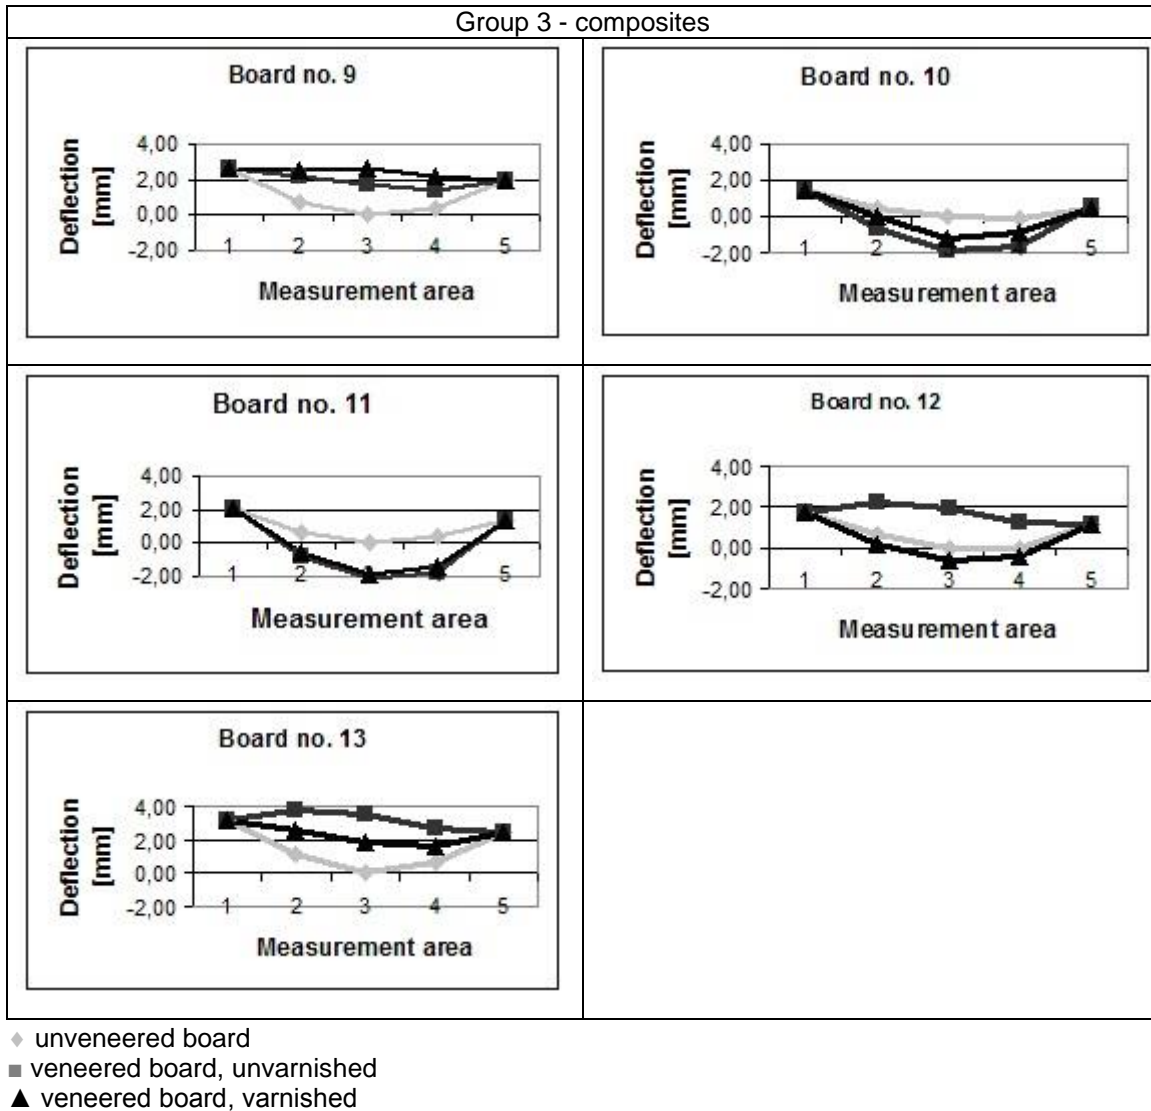 Group 3 - composites
Board no. 9
Deflection
[mm]
4,00
2,00
0,00
-2,00
1 2 3 4 5
Measurement area
Board no. 10
Deflection
[mm]
4,00
2,00
0,00
-2,00
1 5
Measurement area
Board no. 11
Deflection
[mm]
4,00
2,00
0,00
-2,00
1 2 5
Measurement area
Board no. 12
Deflection
[mm]
4,00
2,00
0,00
-2,00
1 2 3 4 5
Measurement area
Board no. 13
Deflection
[mm]
4,00
2,00
0,00
-2,00
1 2 3 4 5
Measurement area
unveneered board
veneered board, unvarnished
veneered board, varnished